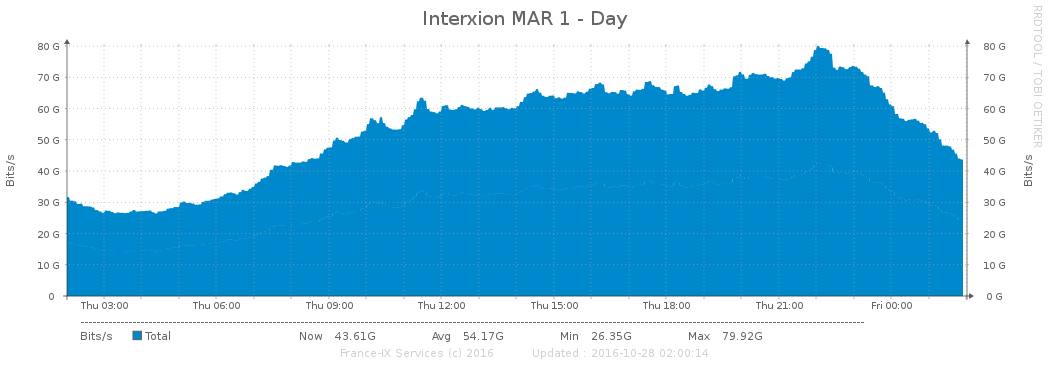 Interxion MAR 1 - Day
RRDTOOL / TOBI OETIKER
Bits/s
80 G 80 G
70 G 70 G
60 G 60 G
50 G 50 G
40 G 40 G
30 G 30 G
20 G 20 G
10 G 10 G
0 0 G
Bits/s
Thu 03:00 Thu 06:00 Thu 09:00 Thu 12:00 Thu 15:00 Thu 18:00 Thu 21:00 Fri 00:00
Bits/s Total Now 43.61G Avg 54.17G Min 26.35G Max 79.92G
France-IX Services (c) 2016 Updated : 2016-10-28 02:00:14